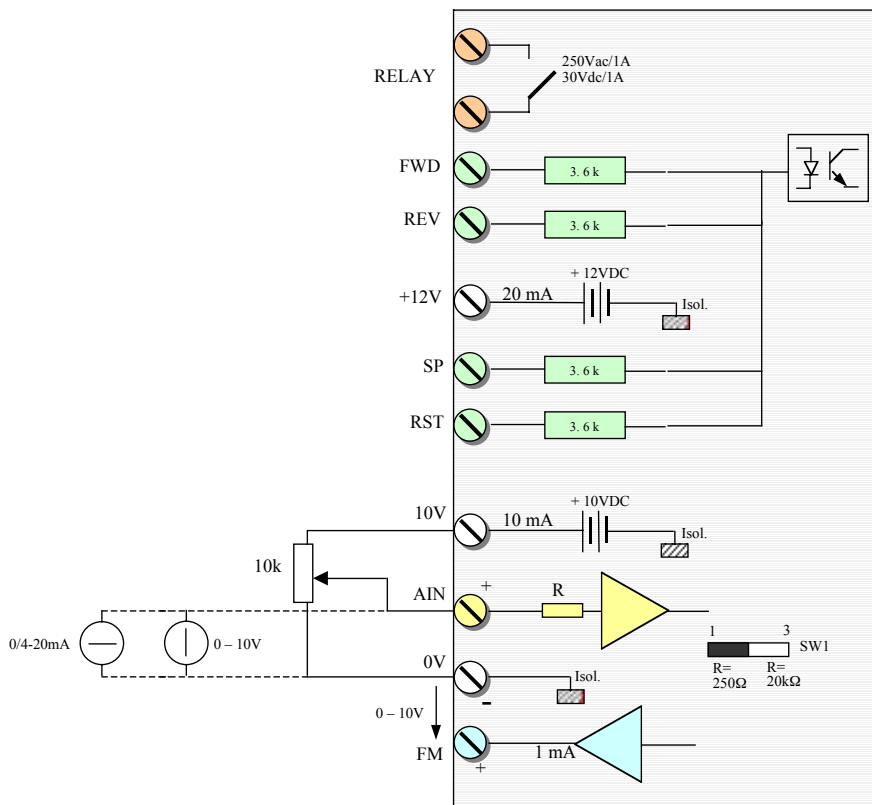 RELAY
250Vac/1A
30Vdc/1A
FWD
3. 6 k
REV
3. 6 k
+ 12VDC
+12V
20 mA
Isol.
SP
3. 6 k
RST
3. 6 k
+ 10VDC
10V
10 mA
Isol.
10k
AIN
+
R
1
3
SW1
R=
250Ω
R=
20kΩ
0/4-20mA
0 – 10V
0V
Isol.
-
0 – 10V
FM
1 mA
+